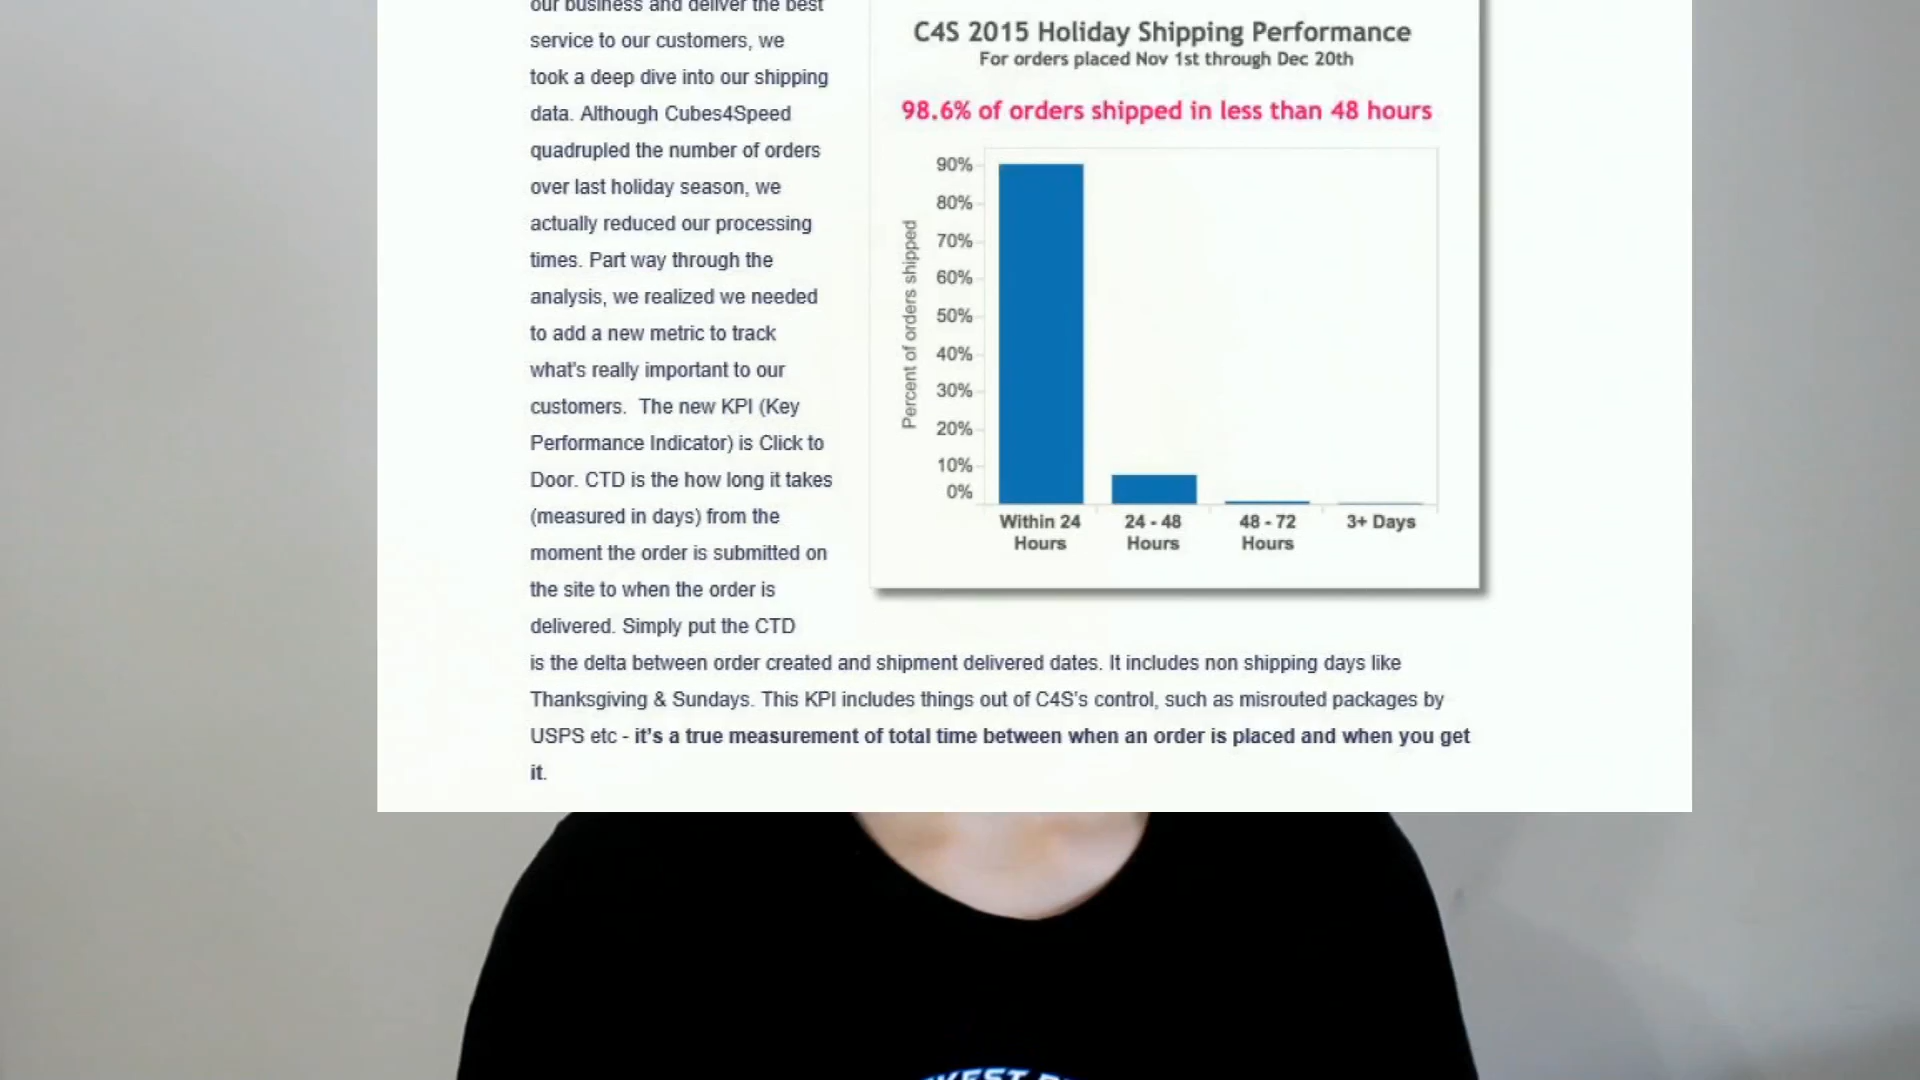 our business and deliver the best
service to our customers, we
took a deep dive into our shipping
data. Although Cubes4Speed
quadrupled the number of orders
over last holiday season, we
actually reduced our processing
times. Part way through the
analysis, we realized we needed
to add a new metric to track
what's really important to our
customers.  The new KPI (Key
Performance Indicator) is Click to
Door. CTD is the how long it takes
(measured in days) from the
moment the order is submitted on
the site to when the order is
delivered. Simply put the CTD
is the delta between order created and shipment delivered dates. It includes non shipping days like
Thanksgiving & Sundays. This KPI includes things out of C4S's control, such as misrouted packages by
USPS etc - it's a true measurement of total time between when an order is placed and when you get
it.
C4S 2015 Holiday Shipping Performance
For orders placed Nov 1st through Dec 20th
98.6% of orders shipped in less than 48 hours
Percent of orders shipped
90%
80%
70%
60%
50%
40%
30%
20%
10%
0%
Within 24
Hours
24 - 48
Hours
48 - 72
Hours
3+ Days